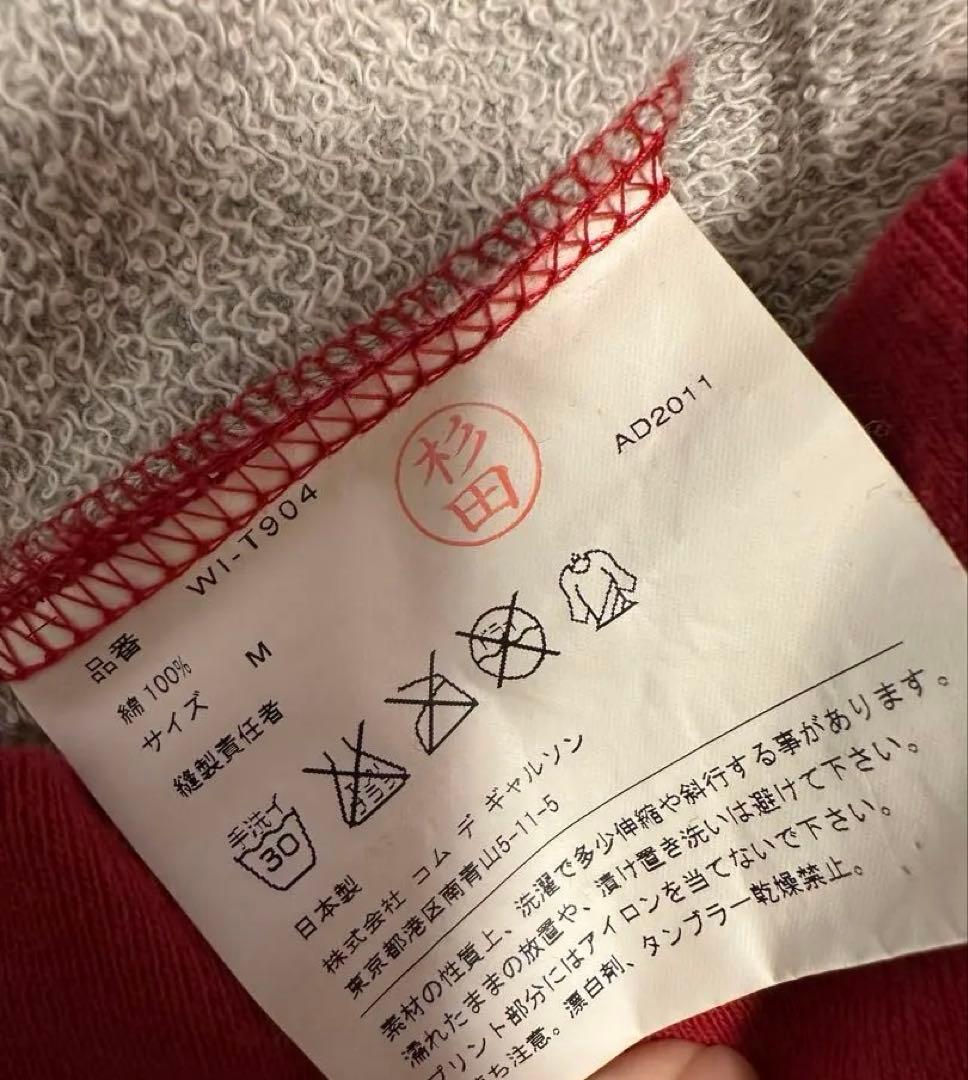 AD2011
杉田
品番 WI-T904
綿 100%
サイズ M
縫製責任者
手洗イ
30
日本製
株式会社 コム デ ギャルソン
東京都港区南青山5-11-5
素材の性質上、洗濯で多少伸縮や斜行する事があります。
濡れたままの放置や、漬け置き洗いは避けて下さい。
プリント部分にはアイロンを当てないで下さい。
ち注意。漂白剤、タンブラー乾燥禁止。